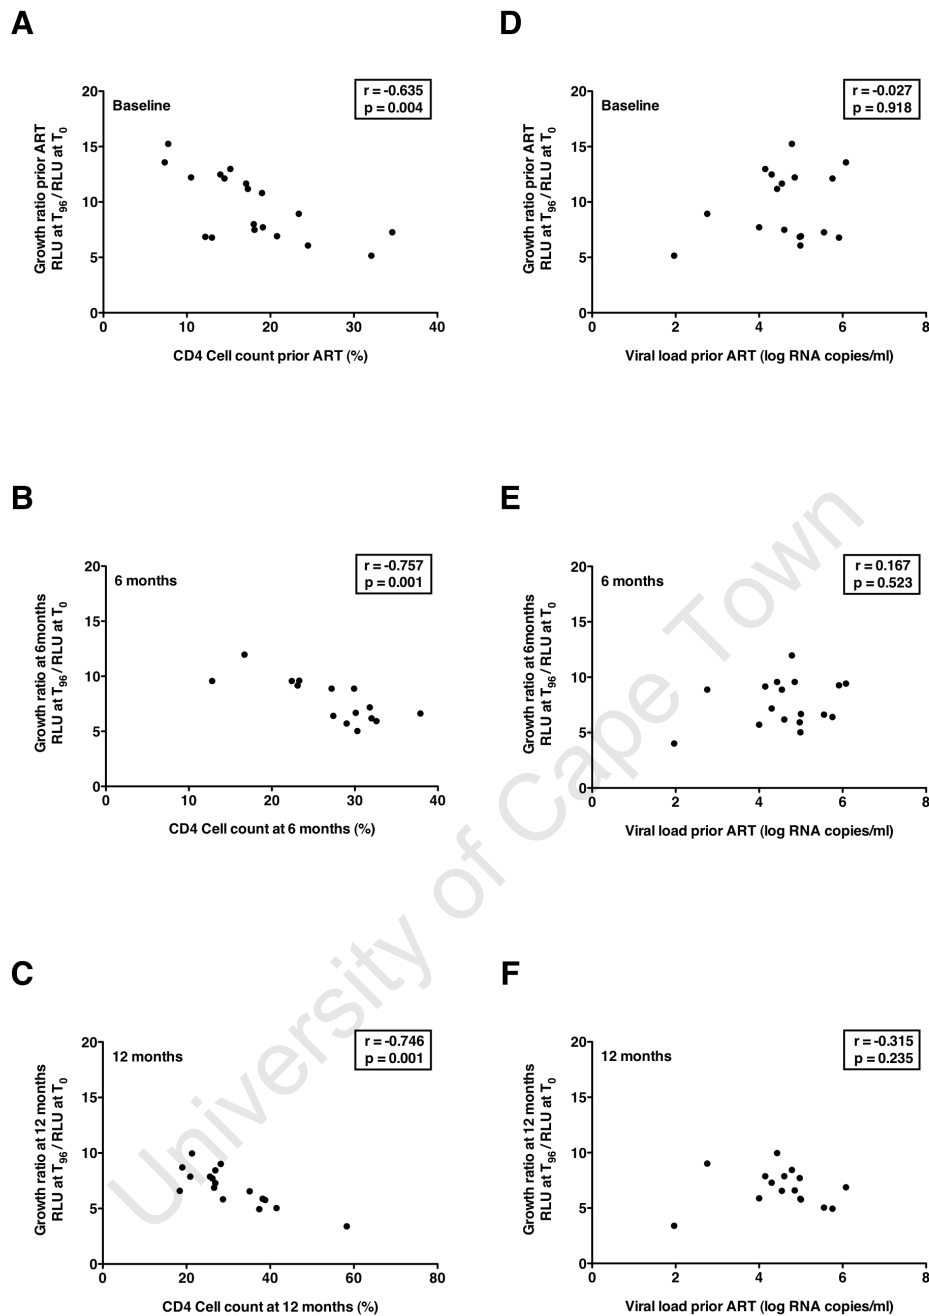 A
Growth ratio prior ART
RLU at T96 / RLU at T0
20
15
10
5
0
Baseline
r = -0.635
p = 0.004
0 10 20 30 40
CD4 Cell count prior ART (%)
D
Growth ratio prior ART
RLU at T96 / RLU at T0
20
15
10
5
0
Baseline
r = -0.027
p = 0.918
0 2 4 6 8
Viral load prior ART (log RNA copies/ml)
B
Growth ratio at 6months
RLU at T96 / RLU at T0
20
15
10
5
0
6 months
r = -0.757
p = 0.001
0 10 20 30 40
CD4 Cell count at 6 months (%)
E
Growth ratio at 6months
RLU at T96 / RLU at T0
20
15
10
5
0
6 months
r = 0.167
p = 0.523
0 2 4 6 8
Viral load prior ART (log RNA copies/ml)
C
Growth ratio at 12 months
RLU at T96 / RLU at T0
20
15
10
5
0
12 months
r = -0.746
p = 0.001
0 20 40 60 80
CD4 Cell count at 12 months (%)
F
Growth ratio at 12 months
RLU at T96 / RLU at T0
20
15
10
5
0
12 months
r = -0.315
p = 0.235
0 2 4 6 8
Viral load prior ART (log RNA copies/ml)
University of Cape Town